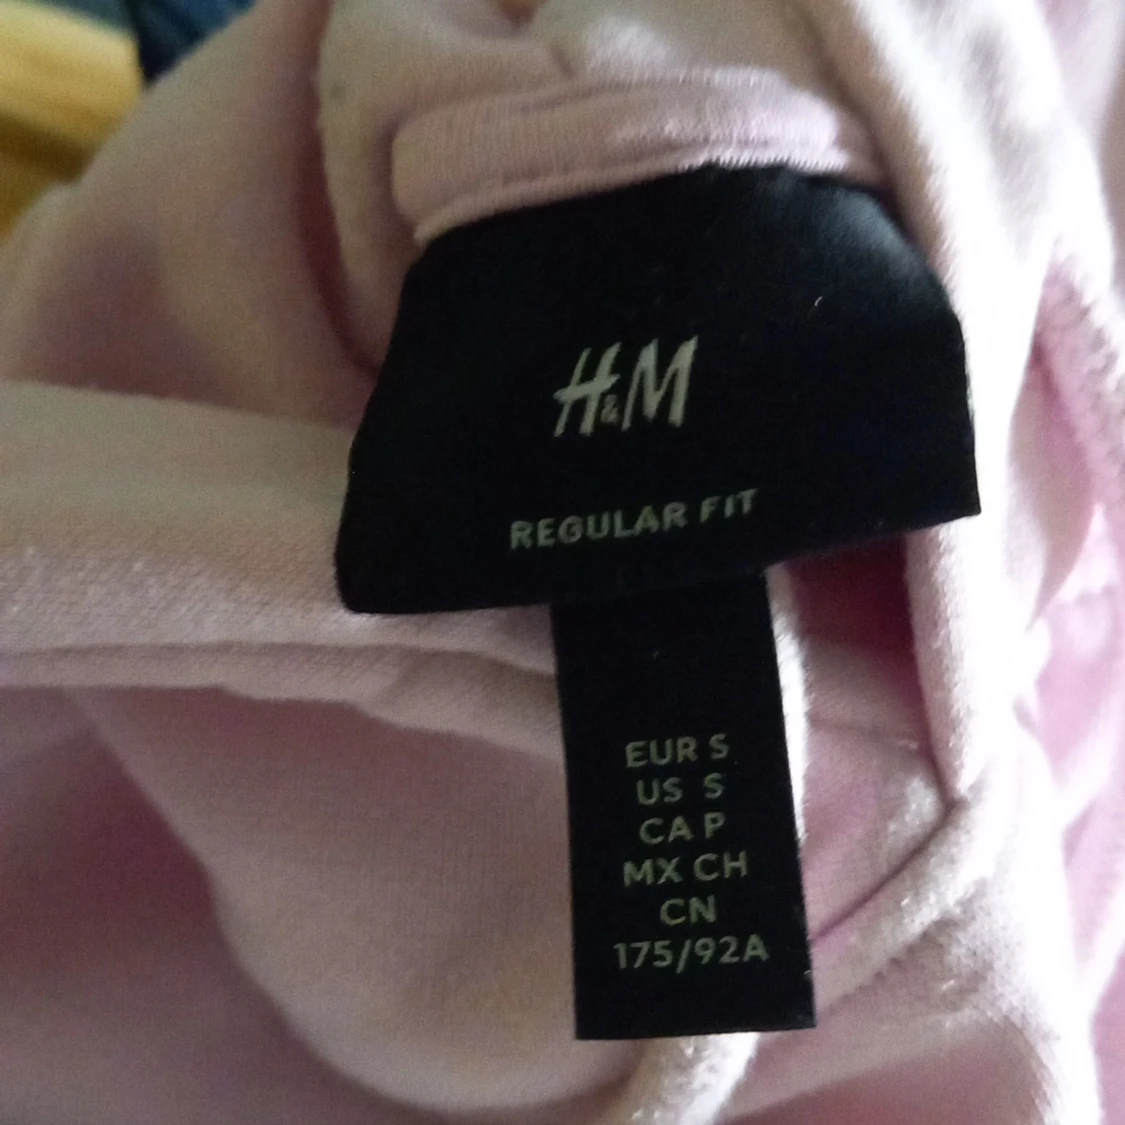 H&M
REGULAR FIT
EUR S
US S
CA P
MX CH
CN
175/92A